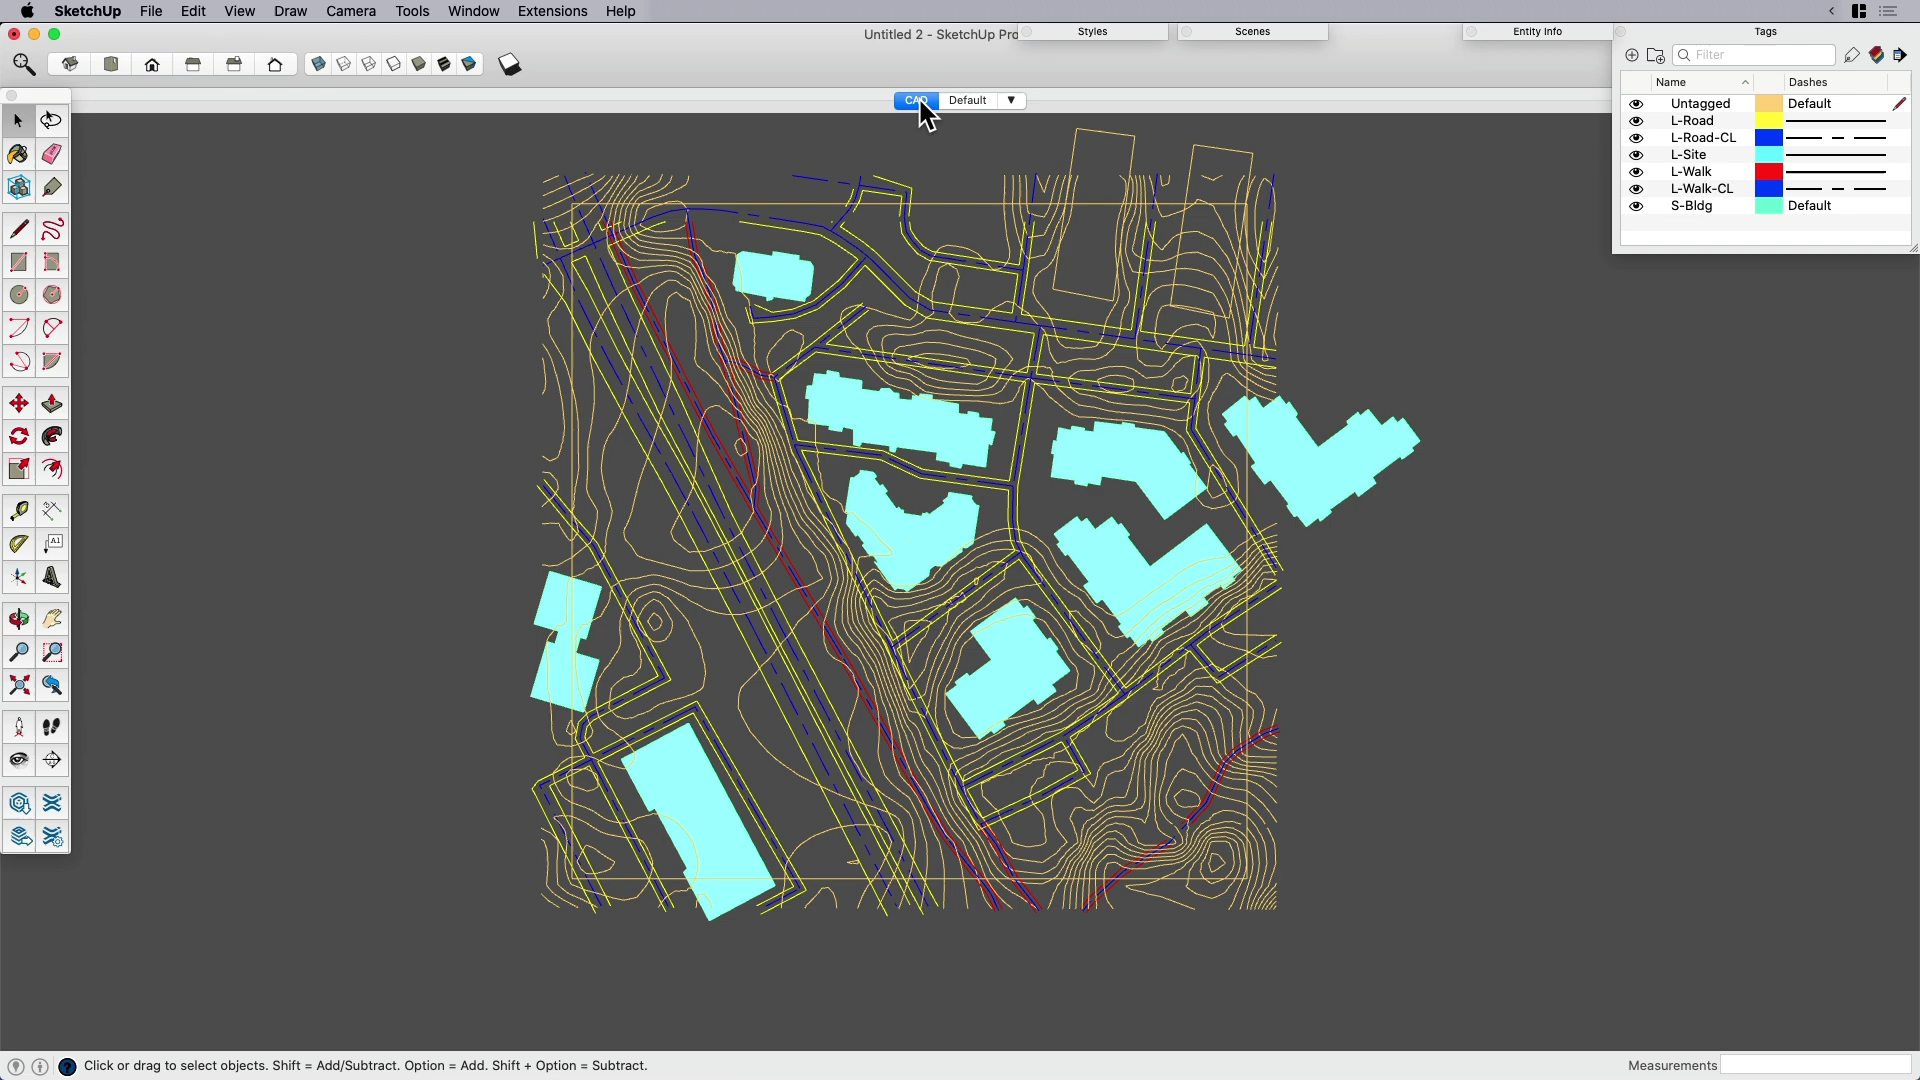 SketchUp File Edit View Draw Camera Tools Window Extensions Help
Untitled 2 - SketchUp Pro
Styles
Scenes
Entity Info
Tags
Filter
Name Dashes
CAD Default ▼
Untagged Default
L-Road
L-Road-CL
L-Site
L-Walk
L-Walk-CL
S-Bldg Default
A1
Click or drag to select objects. Shift = Add/Subtract. Option = Add. Shift + Option = Subtract.
Measurements